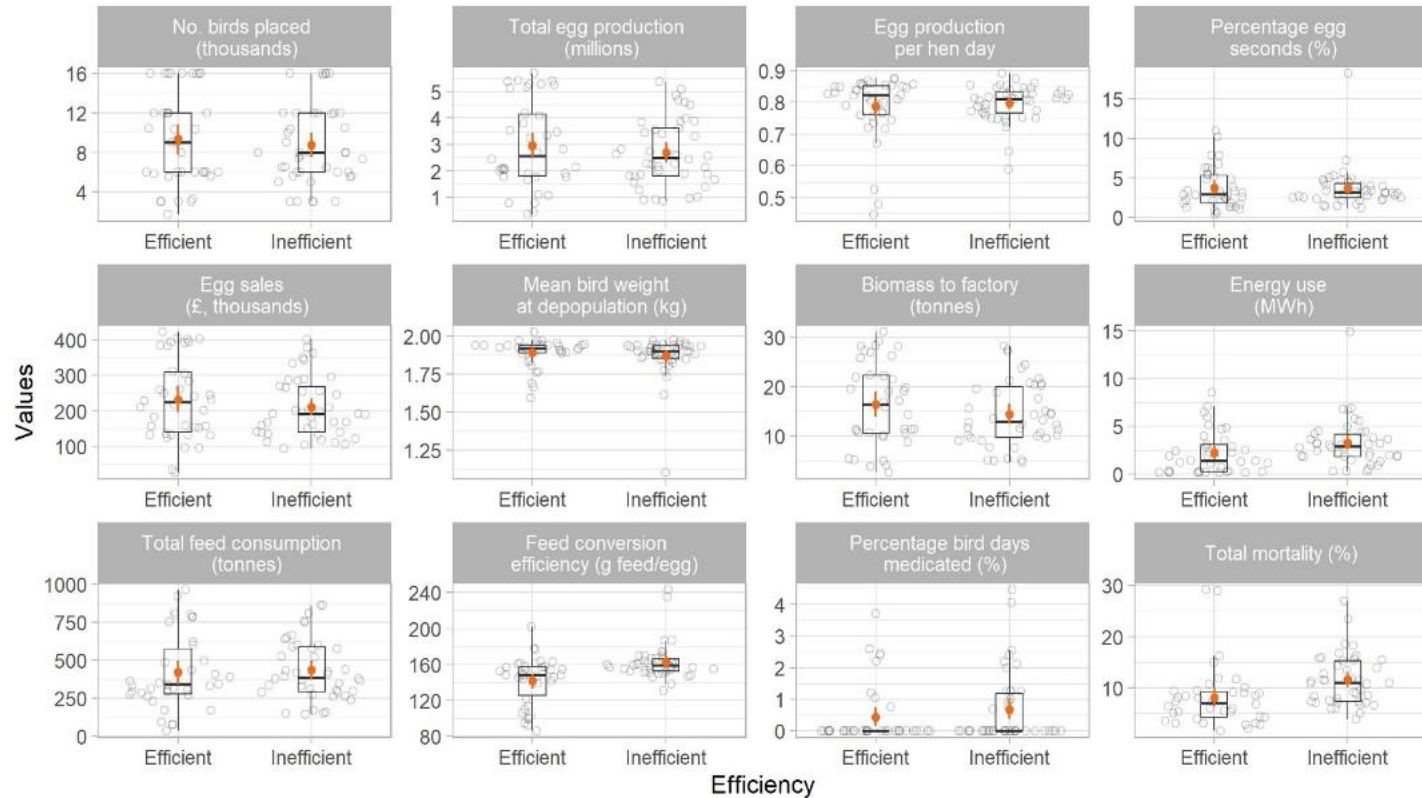 No. birds placed
(thousands)
Total egg production
(millions)
Egg production
per hen day
Percentage egg
seconds (%)
16
12
8
4
5
4
3
2
1
0.9
0.8
0.7
0.6
0.5
15
10
5
0
Efficient Inefficient
Efficient Inefficient
Efficient Inefficient
Efficient Inefficient
Egg sales
(£, thousands)
Mean bird weight
at depopulation (kg)
Biomass to factory
(tonnes)
Energy use
(MWh)
Values
400
300
200
100
2.00
1.75
1.50
1.25
30
20
10
15
10
5
0
Efficient Inefficient
Efficient Inefficient
Efficient Inefficient
Efficient Inefficient
Total feed consumption
(tonnes)
Feed conversion
efficiency (g feed/egg)
Percentage bird days
medicated (%)
Total mortality (%)
1000
750
500
250
0
240
200
160
120
80
4
3
2
1
0
30
20
10
Efficient Inefficient
Efficient Inefficient
Efficient Inefficient
Efficient Inefficient
Efficiency